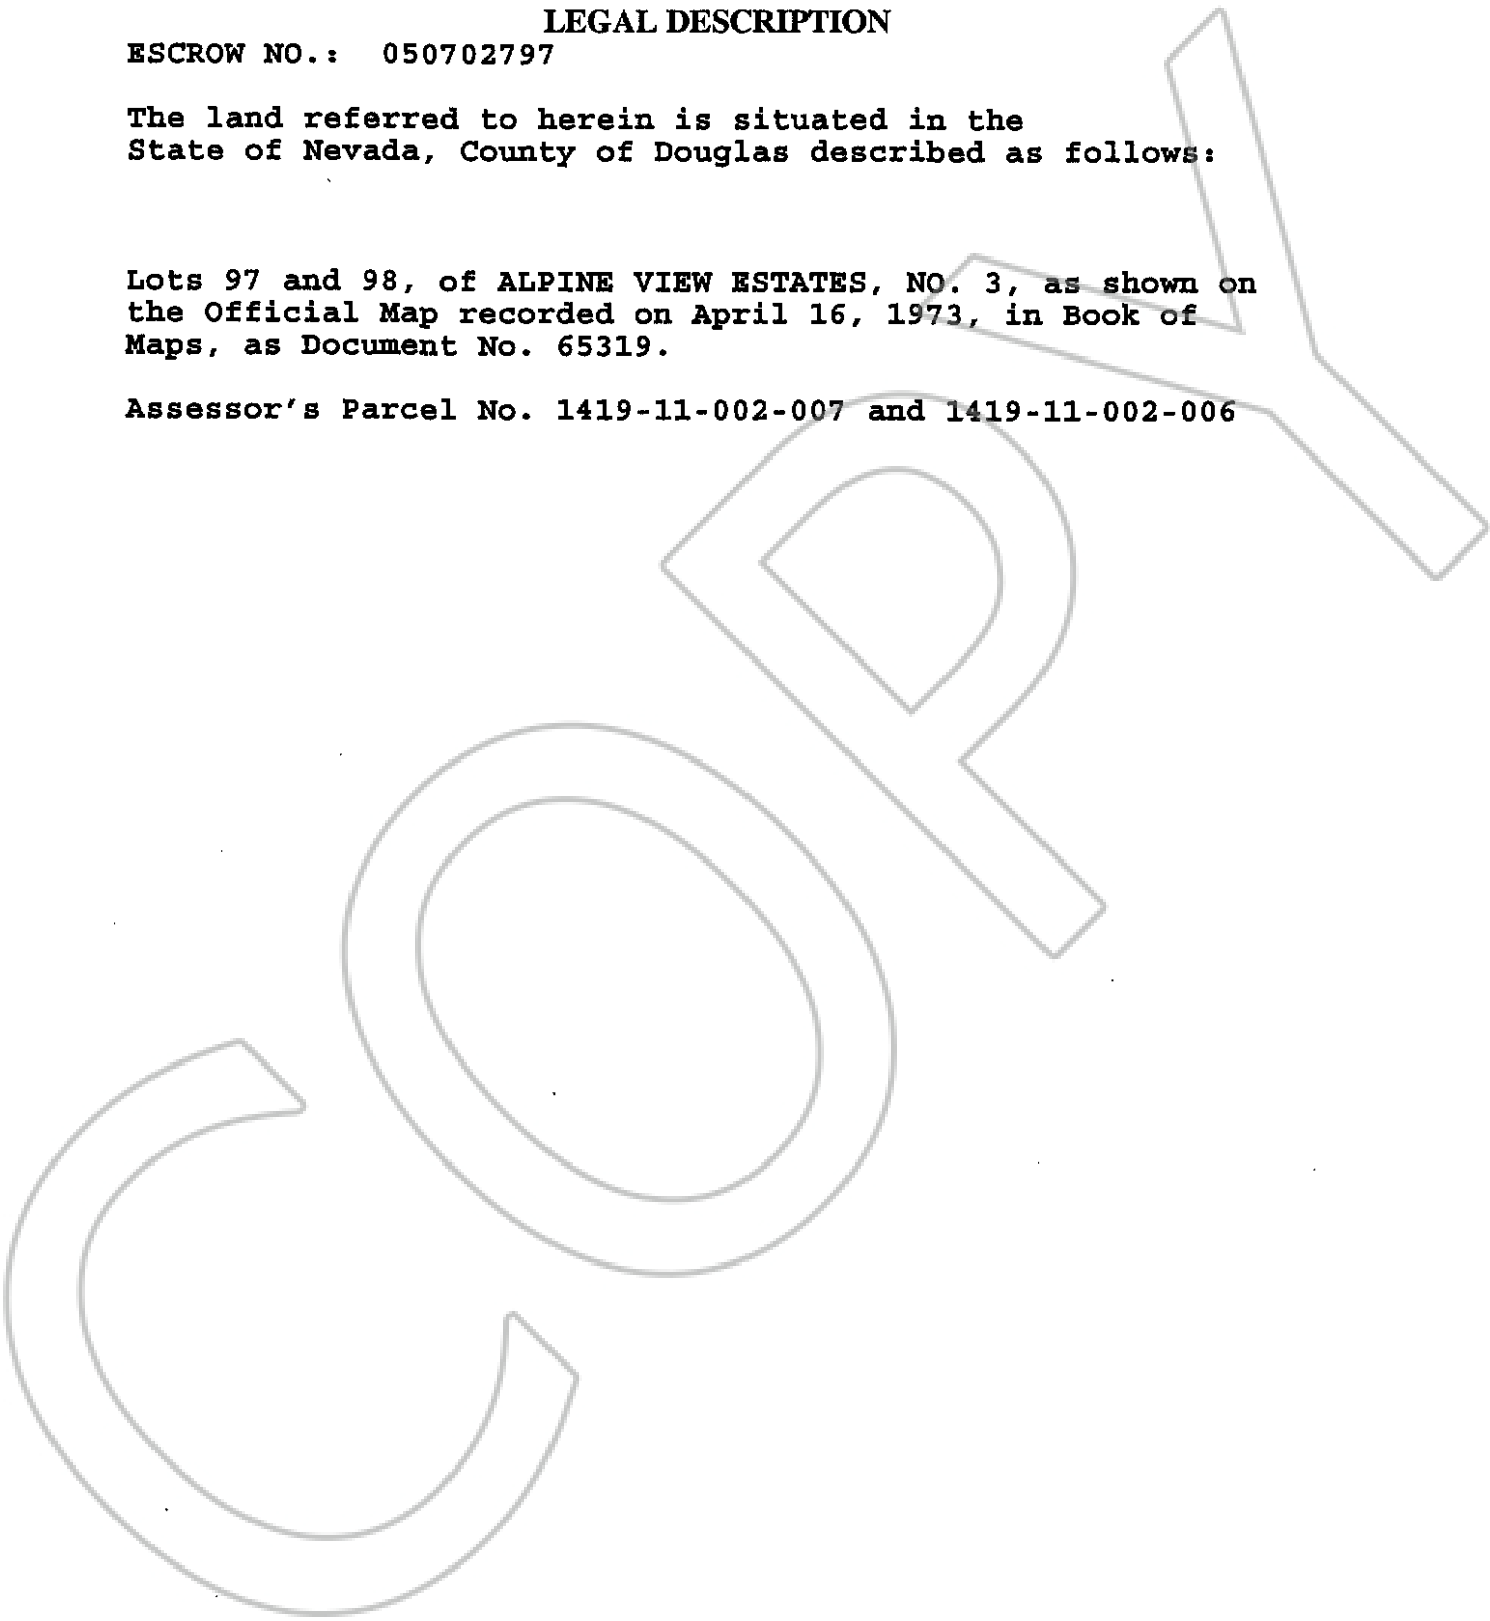 LEGAL DESCRIPTION
ESCROW NO.: 050702797
The land referred to herein is situated in the
State of Nevada, County of Douglas described as follows:
Lots 97 and 98, of ALPINE VIEW ESTATES, NO. 3, as shown on
the Official Map recorded on April 16, 1973, in Book of
Maps, as Document No. 65319.
Assessor's Parcel No. 1419-11-002-007 and 1419-11-002-006
COPY